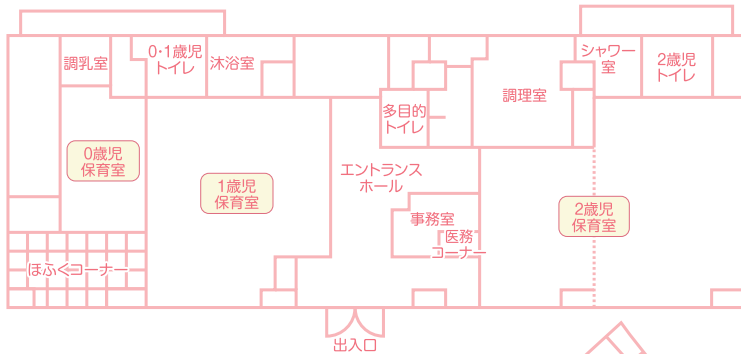 調乳室
0・1歳児
トイレ
沐浴室
シャワー
室
2歳児
トイレ
調理室
多目的
トイレ
0歳児
保育室
1歳児
保育室
エントランス
ホール
2歳児
保育室
事務室
医務
コーナー
ほふくコーナー
出入口